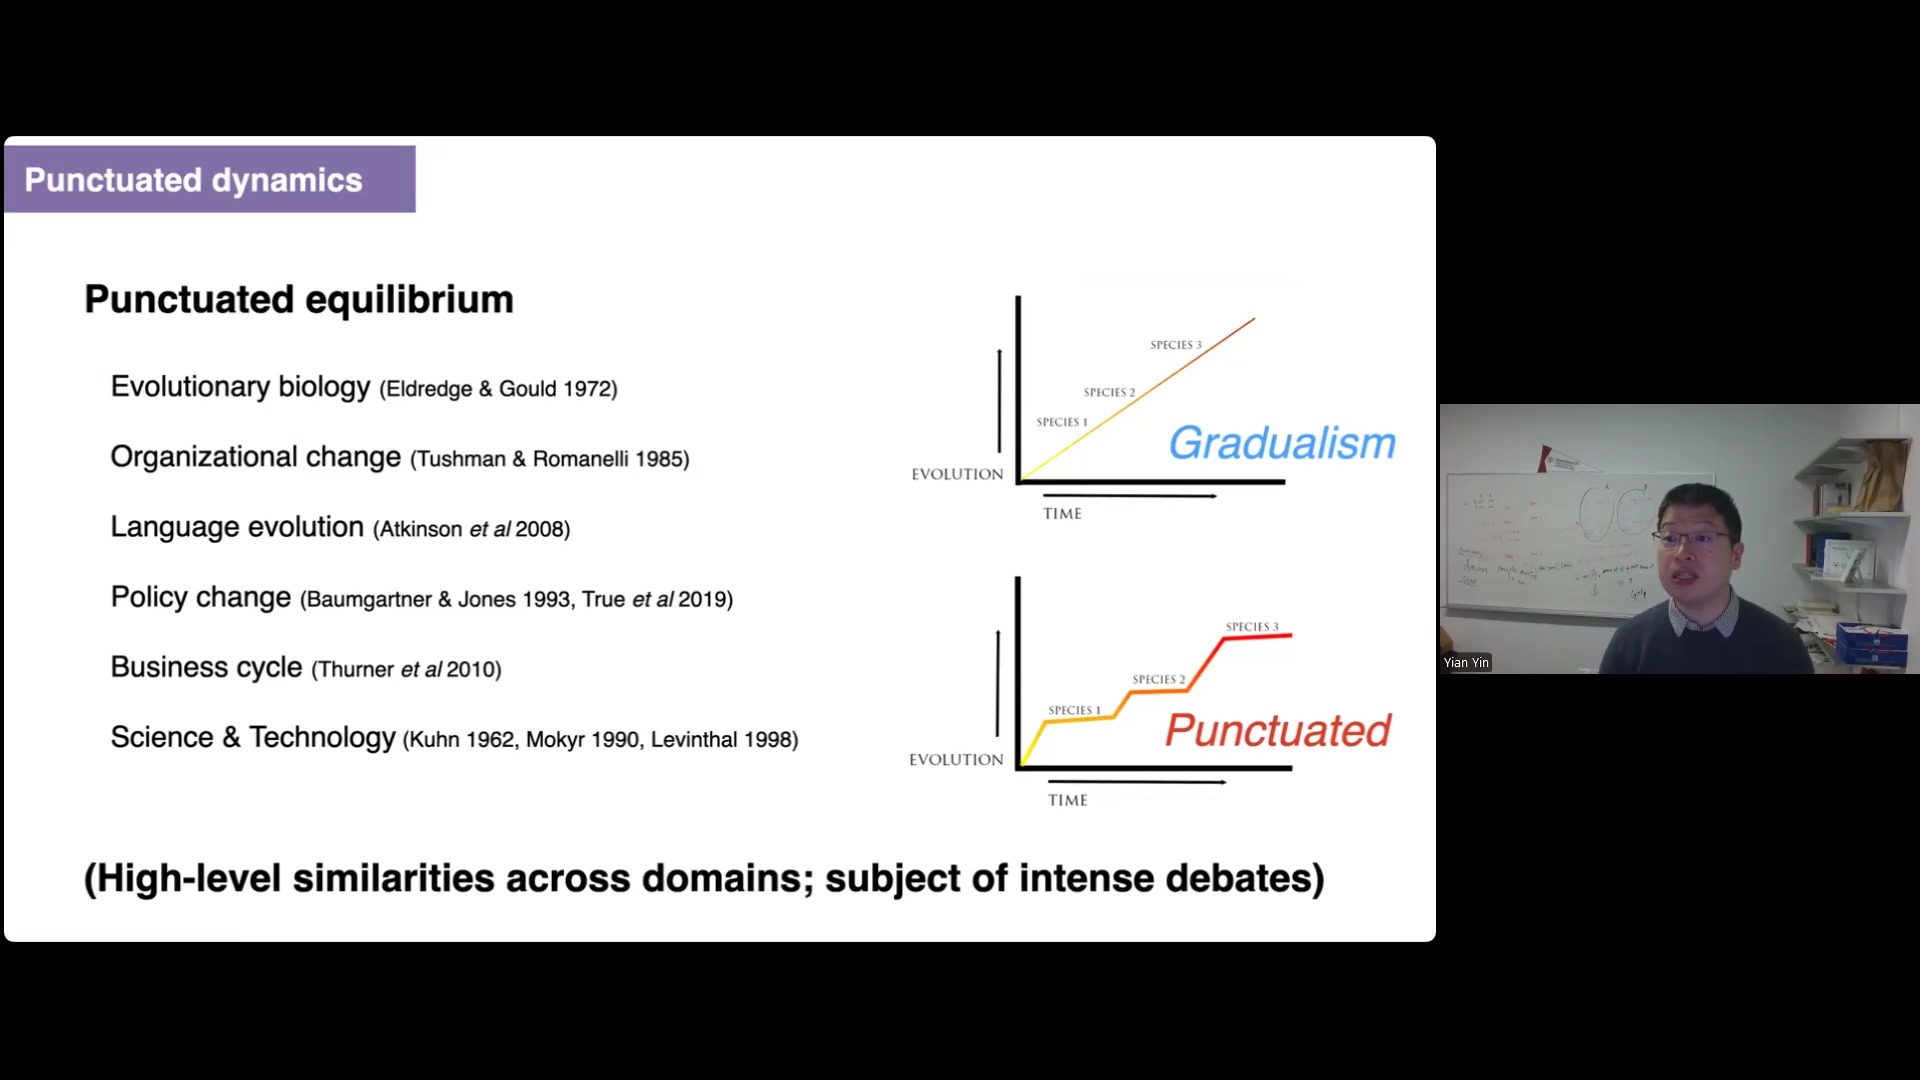 Punctuated dynamics
Punctuated equilibrium
Evolutionary biology (Eldredge & Gould 1972)
Organizational change (Tushman & Romanelli 1985)
Language evolution (Atkinson et al 2008)
Policy change (Baumgartner & Jones 1993, True et al 2019)
Business cycle (Thurner et al 2010)
Science & Technology (Kuhn 1962, Mokyr 1990, Levinthal 1998)
SPECIES 3
SPECIES 2
SPECIES 1
Gradualism
EVOLUTION
TIME
SPECIES 3
SPECIES 2
SPECIES 1
Punctuated
EVOLUTION
TIME
(High-level similarities across domains; subject of intense debates)
Yian Yin